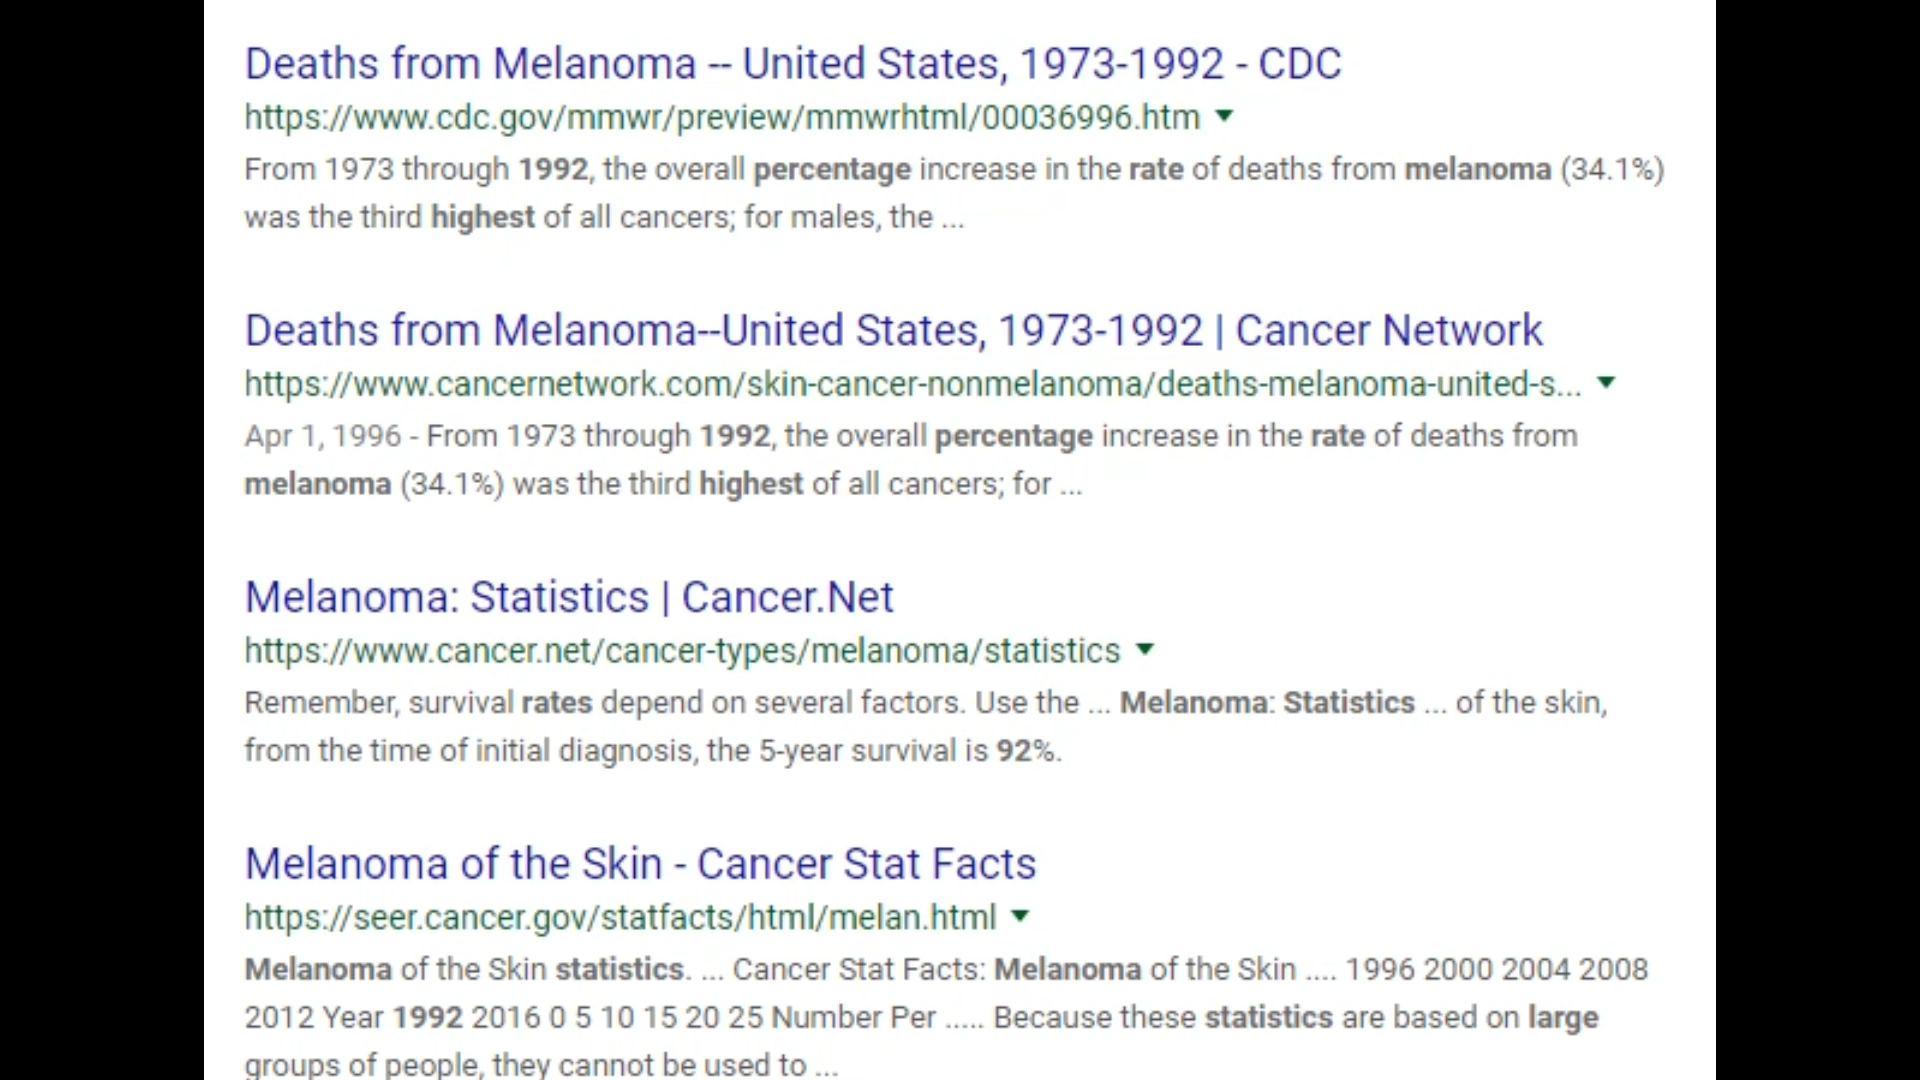 Deaths from Melanoma -- United States, 1973-1992 - CDC
https://www.cdc.gov/mmwr/preview/mmwrhtml/00036996.htm
From 1973 through 1992, the overall percentage increase in the rate of deaths from melanoma (34.1%)
was the third highest of all cancers; for males, the ...
Deaths from Melanoma--United States, 1973-1992 | Cancer Network
https://www.cancernetwork.com/skin-cancer-nonmelanoma/deaths-melanoma-united-s...
Apr 1, 1996 - From 1973 through 1992, the overall percentage increase in the rate of deaths from
melanoma (34.1%) was the third highest of all cancers; for ...
Melanoma: Statistics | Cancer.Net
https://www.cancer.net/cancer-types/melanoma/statistics
Remember, survival rates depend on several factors. Use the ... Melanoma: Statistics ... of the skin,
from the time of initial diagnosis, the 5-year survival is 92%.
Melanoma of the Skin - Cancer Stat Facts
https://seer.cancer.gov/statfacts/html/melan.html
Melanoma of the Skin statistics. ... Cancer Stat Facts: Melanoma of the Skin .... 1996 2000 2004 2008
2012 Year 1992 2016 0 5 10 15 20 25 Number Per ..... Because these statistics are based on large
groups of people, they cannot be used to ...